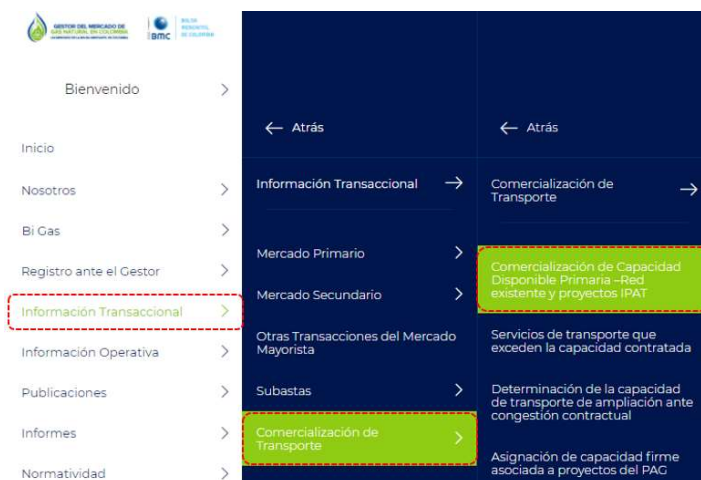 GESTOR DEL MERCADO DE
GAS NATURAL EN COLOMBIA
BMC
BOLSA
MERCANTIL
DE COLOMBIA
Bienvenido
Inicio
Nosotros
Bi Gas
Registro ante el Gestor
Información Transaccional
Información Operativa
Publicaciones
Informes
Normatividad
Atrás
Información Transaccional
Mercado Primario
Mercado Secundario
Otras Transacciones del Mercado
Mayorista
Subastas
Comercialización de
Transporte
Atrás
Comercialización de
Transporte
Comercialización de Capacidad
Disponible Primaria –Red
existente y proyectos IPAT
Servicios de transporte que
exceden la capacidad contratada
Determinación de la capacidad
de transporte de ampliación ante
congestión contractual
Asignación de capacidad firme
asociada a proyectos del PAG